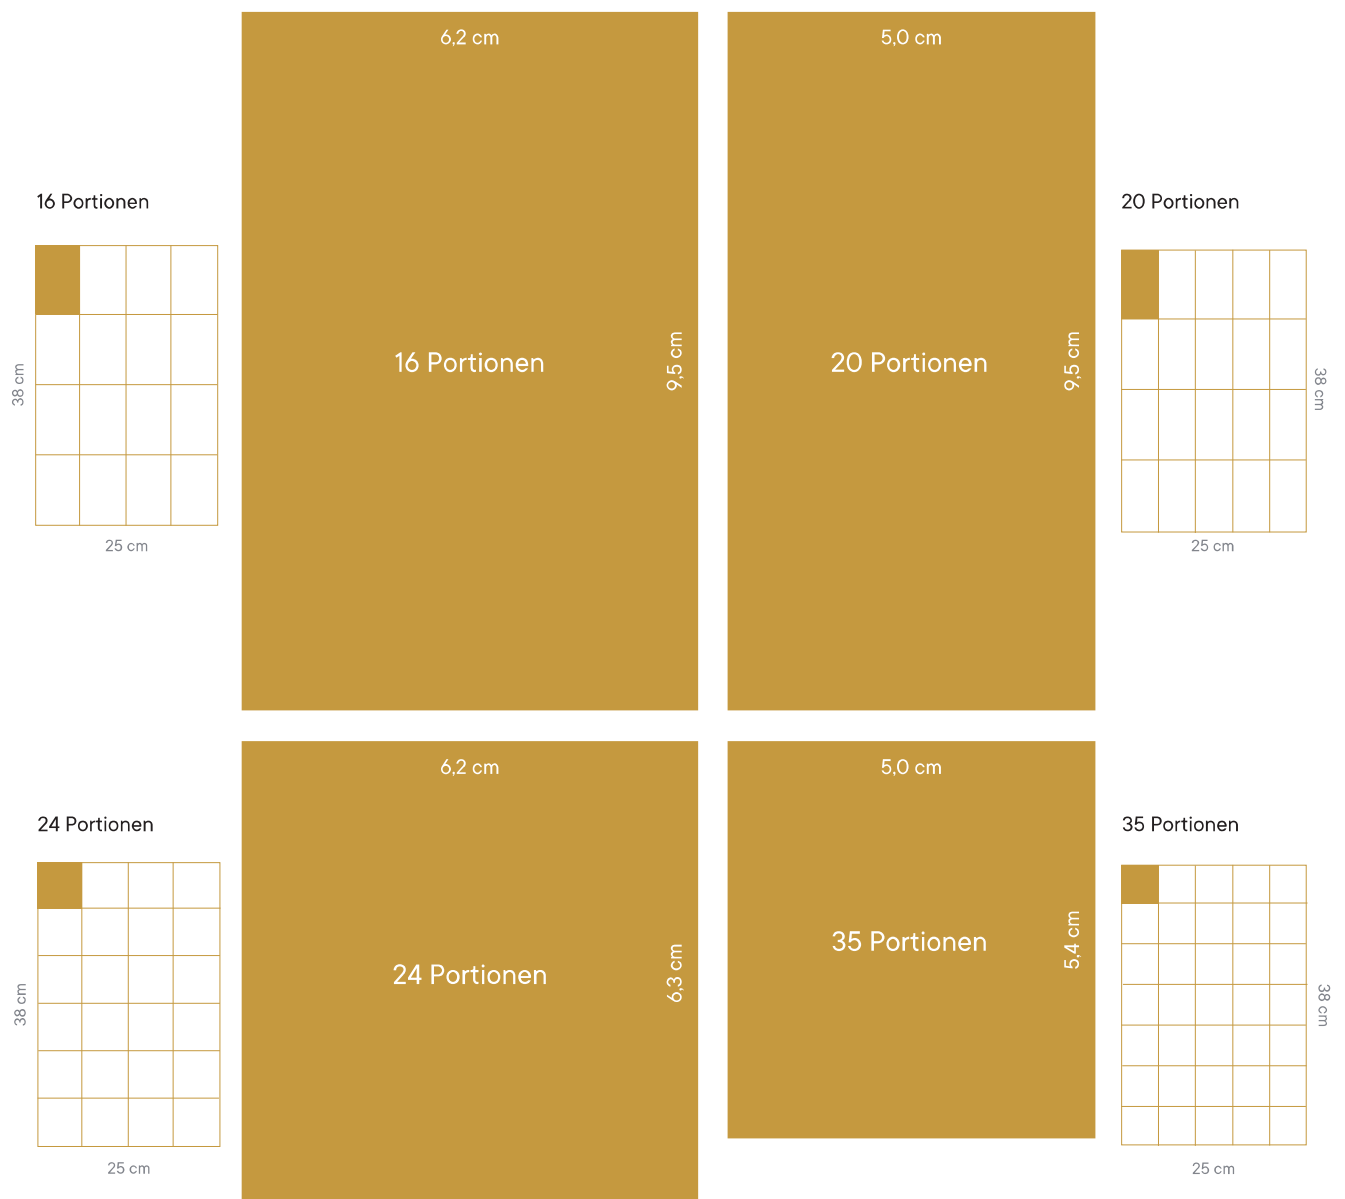 16 Portionen
38 cm
25 cm
6,2 cm
16 Portionen
9,5 cm
5,0 cm
20 Portionen
9,5 cm
20 Portionen
38 cm
25 cm
24 Portionen
38 cm
25 cm
6,2 cm
24 Portionen
6,3 cm
5,0 cm
35 Portionen
5,4 cm
35 Portionen
38 cm
25 cm